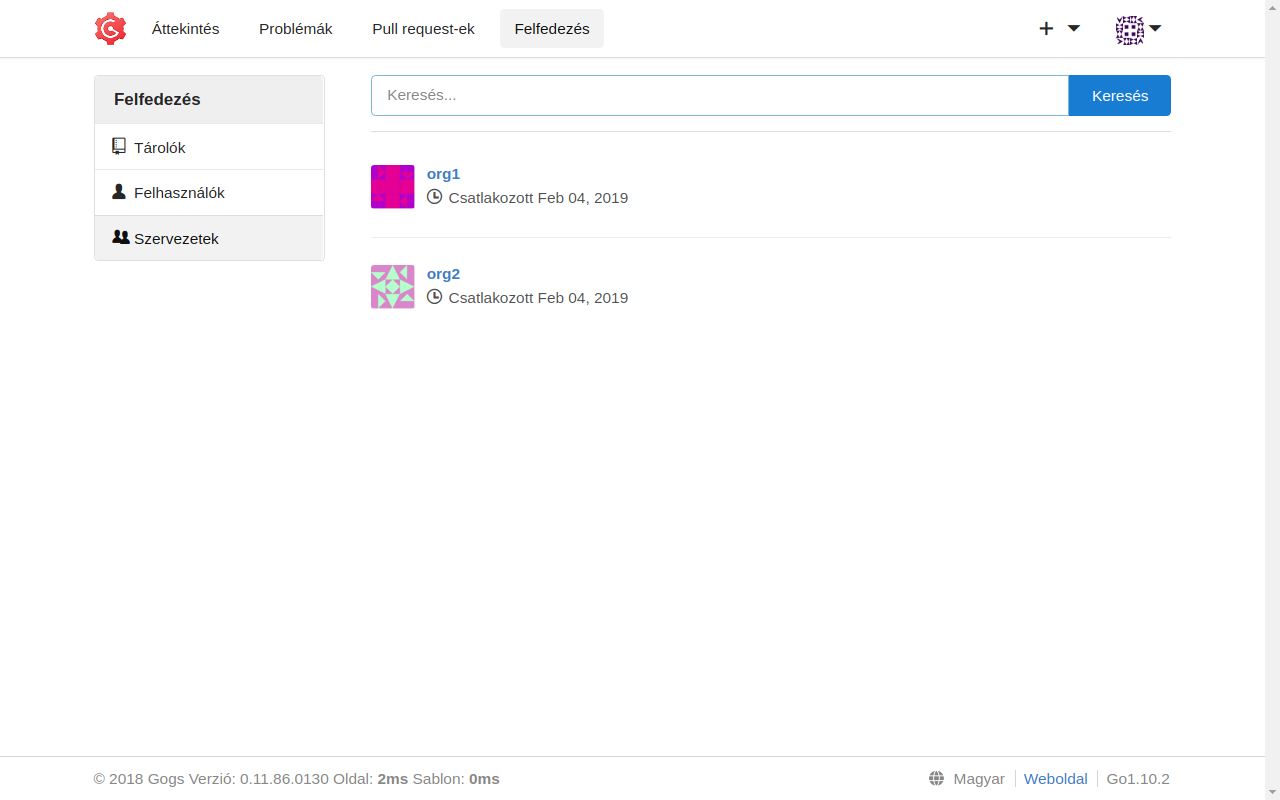 Áttekintés Problémák Pull request-ek Felfedezés
Felfedezés
Tárolók
Felhasználók
Szervezetek
Keresés... Keresés
org1
Csatlakozott Feb 04, 2019
org2
Csatlakozott Feb 04, 2019
© 2018 Gogs Verzió: 0.11.86.0130 Oldal: 2ms Sablon: 0ms Magyar Weboldal Go1.10.2